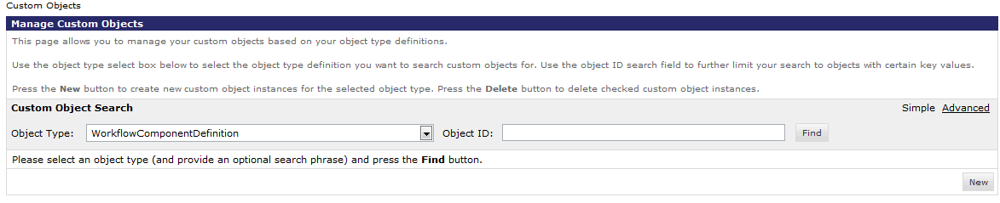 Custom Objects
Manage Custom Objects
This page allows you to manage your custom objects based on your object type definitions.
Use the object type select box below to select the object type definition you want to search custom objects for. Use the object ID search field to further limit your search to objects with certain key values.
Press the New button to create new custom object instances for the selected object type. Press the Delete button to delete checked custom object instances.
Custom Object Search Simple Advanced
Object Type: WorkflowComponentDefinition Object ID: Find
Please select an object type (and provide an optional search phrase) and press the Find button.
New